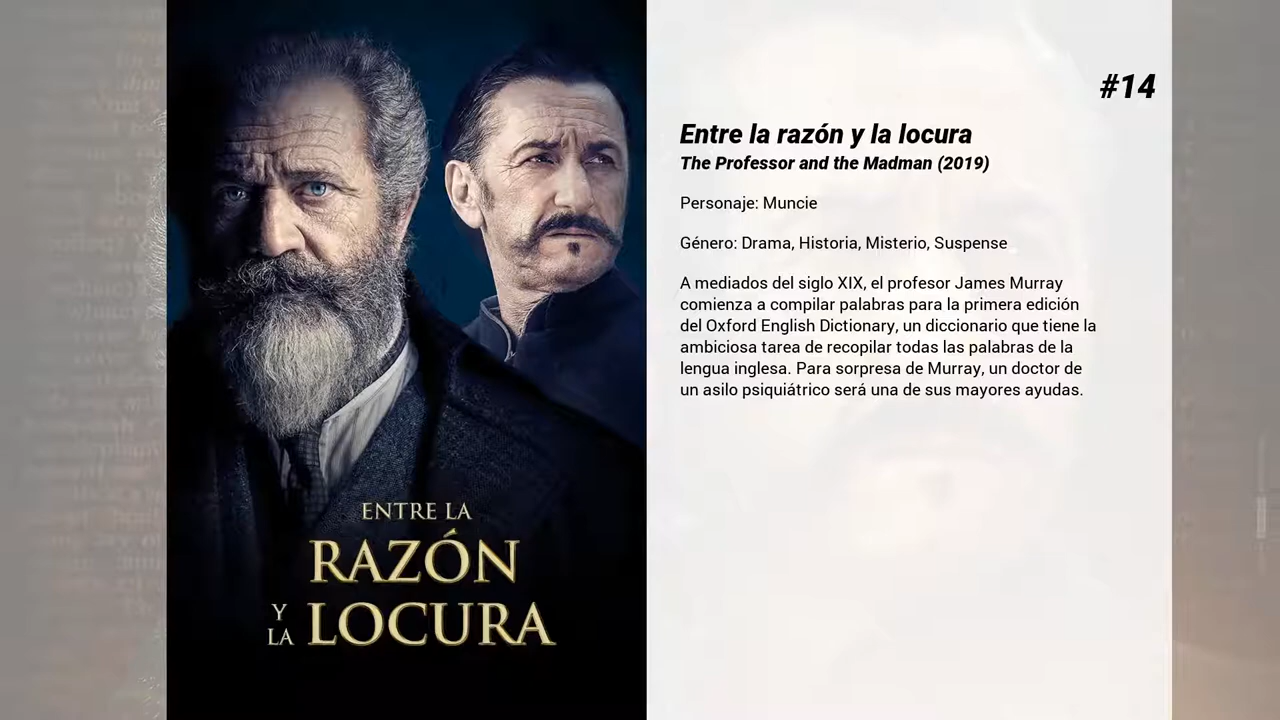 ENTRE LA
RAZÓN
Y
LA LOCURA
#14
Entre la razón y la locura
The Professor and the Madman (2019)
Personaje: Muncie
Género: Drama, Historia, Misterio, Suspense
A mediados del siglo XIX, el profesor James Murray
comienza a compilar palabras para la primera edición
del Oxford English Dictionary, un diccionario que tiene la
ambiciosa tarea de recopilar todas las palabras de la
lengua inglesa. Para sorpresa de Murray, un doctor de
un asilo psiquiátrico será una de sus mayores ayudas.